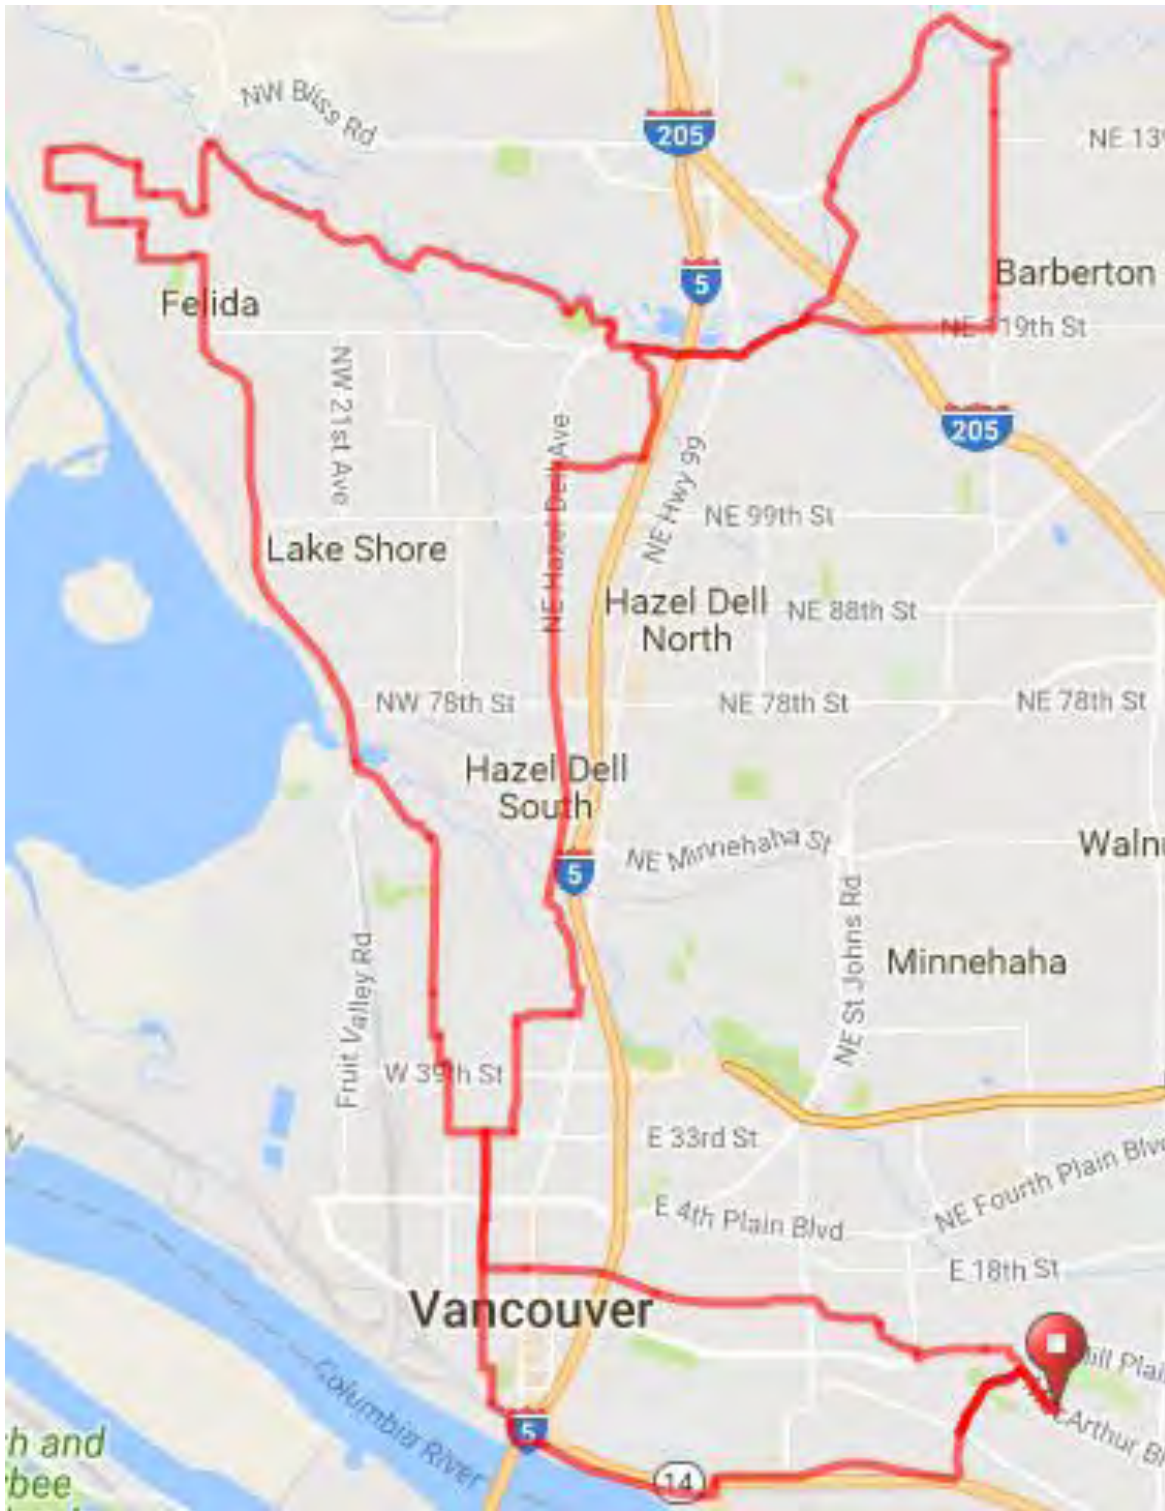 NW Bliss Rd
205
NE 13
5
Barberton
Felida
NE 119th St
NW 21st Ave
NE Hazel Dell Ave
205
NE Hwy 99
NE 99th St
Lake Shore
Hazel Dell
North
NE 88th St
NW 78th St
NE 78th St
NE 78th St
Hazel Dell
South
NE Minnehaha St
Waln
5
NE St Johns Rd
Minnehaha
Fruit Valley Rd
W 39th St
E 33rd St
NE Fourth Plain Blv
E 4th Plain Blvd
E 18th St
Vancouver
ill Plai
cArthur Bl
Columbia River
5
14
h and
bee